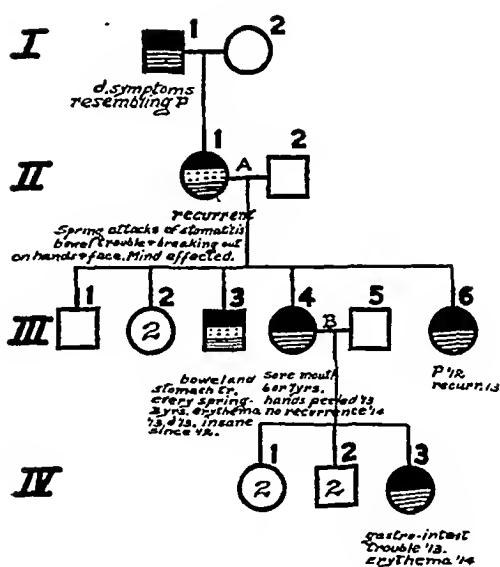 I
1
2
d. symptoms
resembling P
II
1
A
2
recurrent
Spring attacks of stomatitis
bowel trouble + breaking out
on hands + face. Mind affected.
III
1
2
2
3
4
B
5
6
bowel and
stomach tr.
every spring-
3 yrs. erythema
'13, d '13. insane
since '12.
Sore mouth
6 or 7 yrs.
hands peeled '13
no recurrence '14
P '12
recurr. 13
IV
1
2
2
2
3
gastro-intest
trouble '13.
Erythema '14